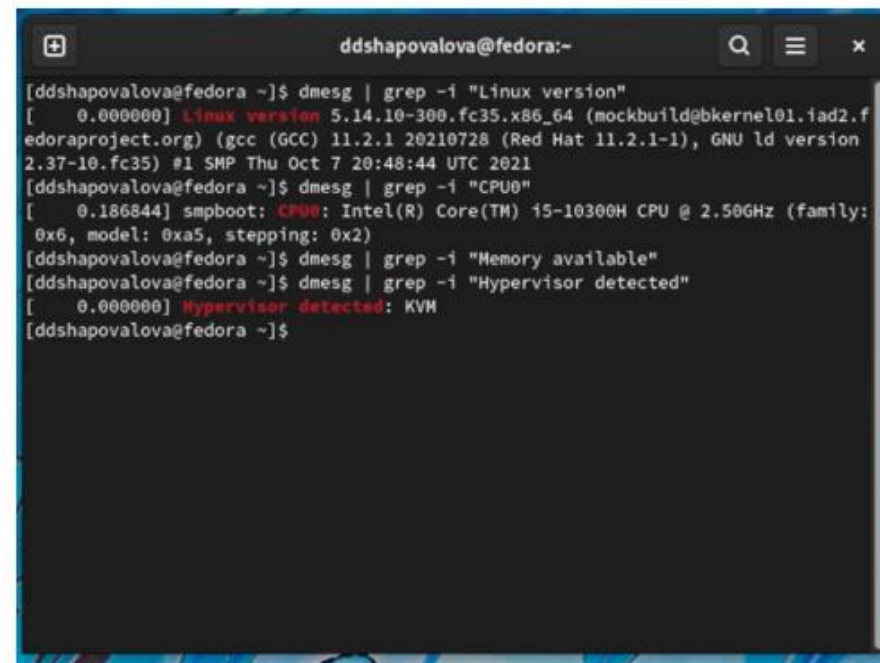 ddshapovalova@fedora:~
[ddshapovalova@fedora ~]$ dmesg | grep -i "Linux version"
[    0.000000] Linux version 5.14.10-300.fc35.x86_64 (mockbuild@bkernel01.iad2.f
edoraproject.org) (gcc (GCC) 11.2.1 20210728 (Red Hat 11.2.1-1), GNU ld version
2.37-10.fc35) #1 SMP Thu Oct 7 20:48:44 UTC 2021
[ddshapovalova@fedora ~]$ dmesg | grep -i "CPU0"
[    0.186844] smpboot: CPU0: Intel(R) Core(TM) i5-10300H CPU @ 2.50GHz (family:
 0x6, model: 0xa5, stepping: 0x2)
[ddshapovalova@fedora ~]$ dmesg | grep -i "Memory available"
[ddshapovalova@fedora ~]$ dmesg | grep -i "Hypervisor detected"
[    0.000000] Hypervisor detected: KVM
[ddshapovalova@fedora ~]$